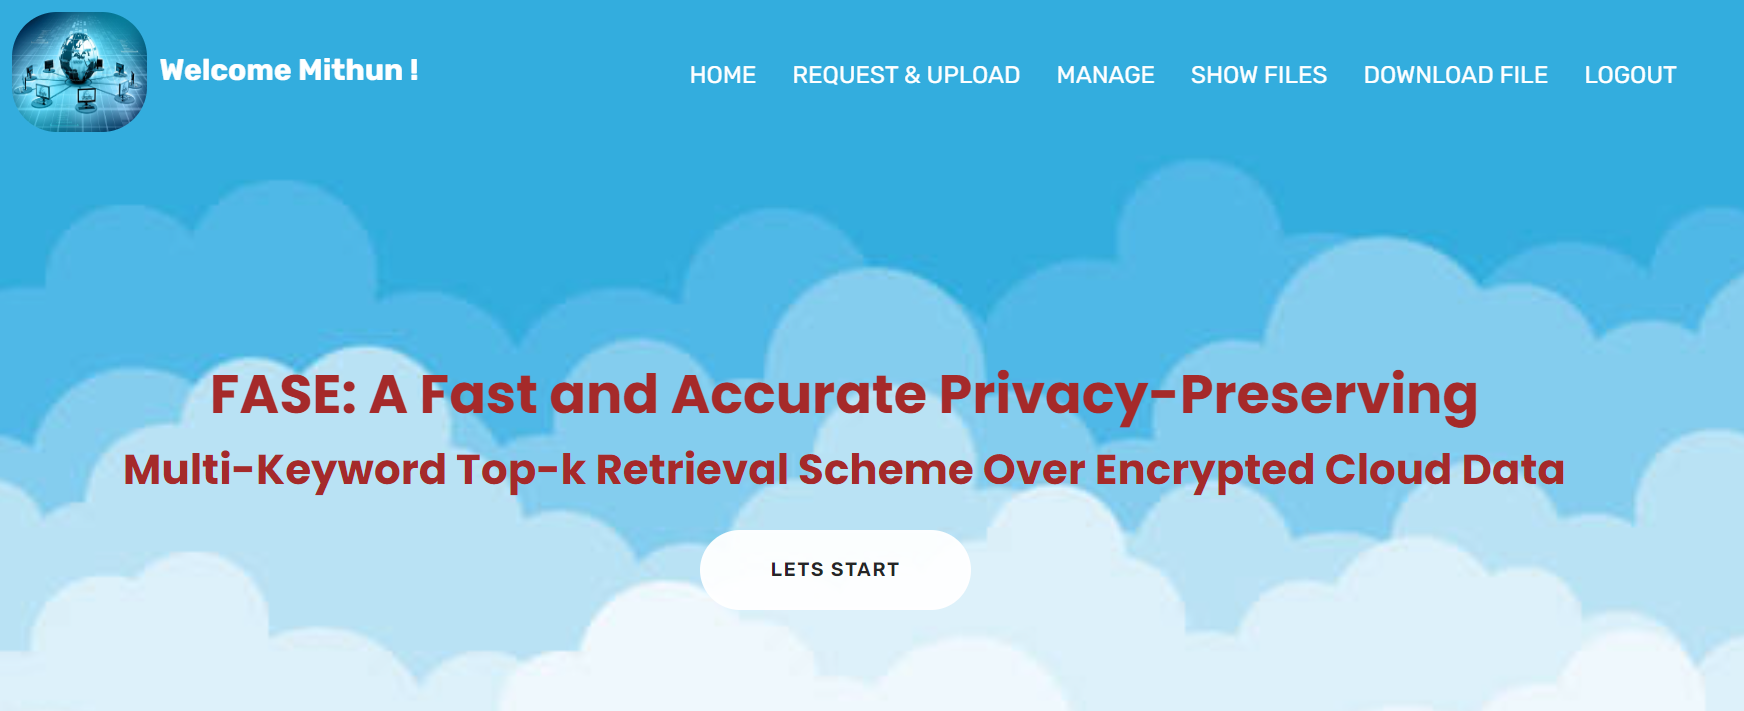 Welcome Mithun !
HOME REQUEST & UPLOAD MANAGE SHOW FILES DOWNLOAD FILE LOGOUT
FASE: A Fast and Accurate Privacy-Preserving
Multi-Keyword Top-k Retrieval Scheme Over Encrypted Cloud Data
LETS START